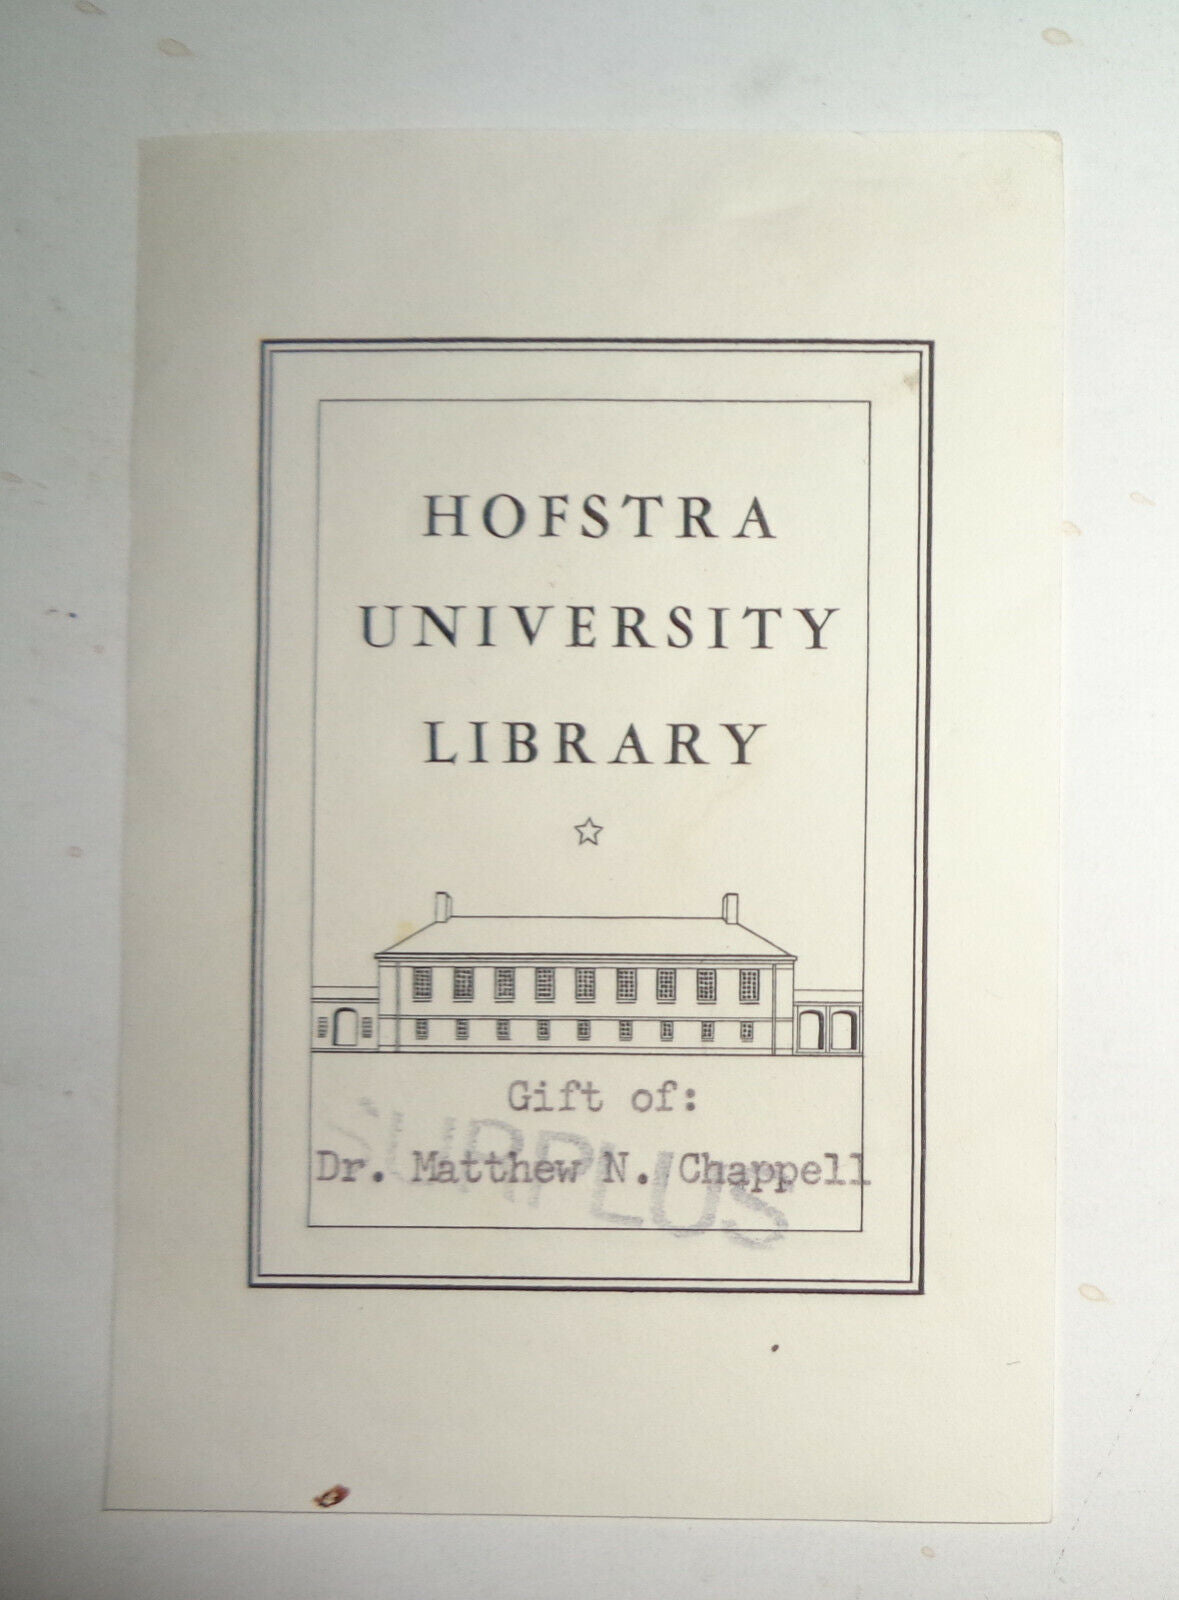 HOFSTRA
UNIVERSITY
LIBRARY
Gift of:
Dr. Matthew N. Chappell
SURPLUS